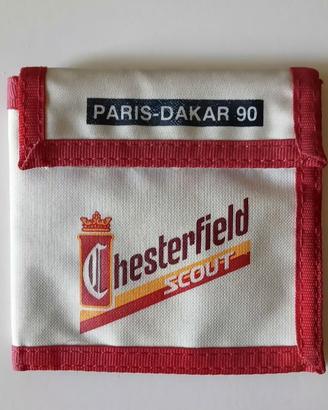 PARIS-DAKAR 90
Chesterfield
SCOUT